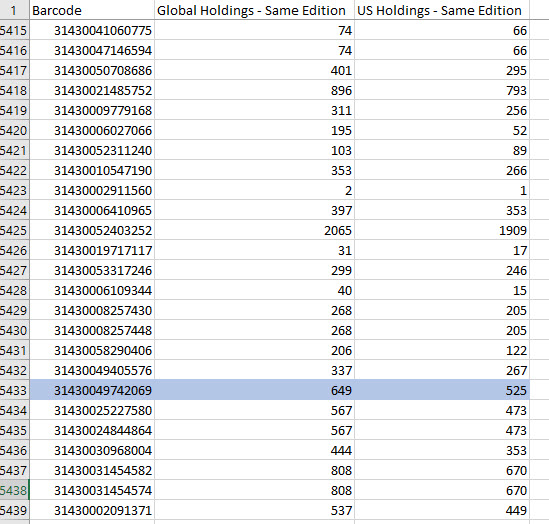 1 Barcode Global Holdings - Same Edition US Holdings - Same Edition
5415 31430041060775 74 66
5416 31430047146594 74 66
5417 31430050708686 401 295
5418 31430021485752 896 793
5419 31430009779168 311 256
5420 31430006027066 195 52
5421 31430052311240 103 89
5422 31430010547190 353 266
5423 31430002911560 2 1
5424 31430006410965 397 353
5425 31430052403252 2065 1909
5426 31430019717117 31 17
5427 31430053317246 299 246
5428 31430006109344 40 15
5429 31430008257430 268 205
5430 31430008257448 268 205
5431 31430058290406 206 122
5432 31430049405576 337 267
5433 31430049742069 649 525
5434 31430025227580 567 473
5435 31430024844864 567 473
5436 31430030968004 444 353
5437 31430031454582 808 670
5438 31430031454574 808 670
5439 31430002091371 537 449